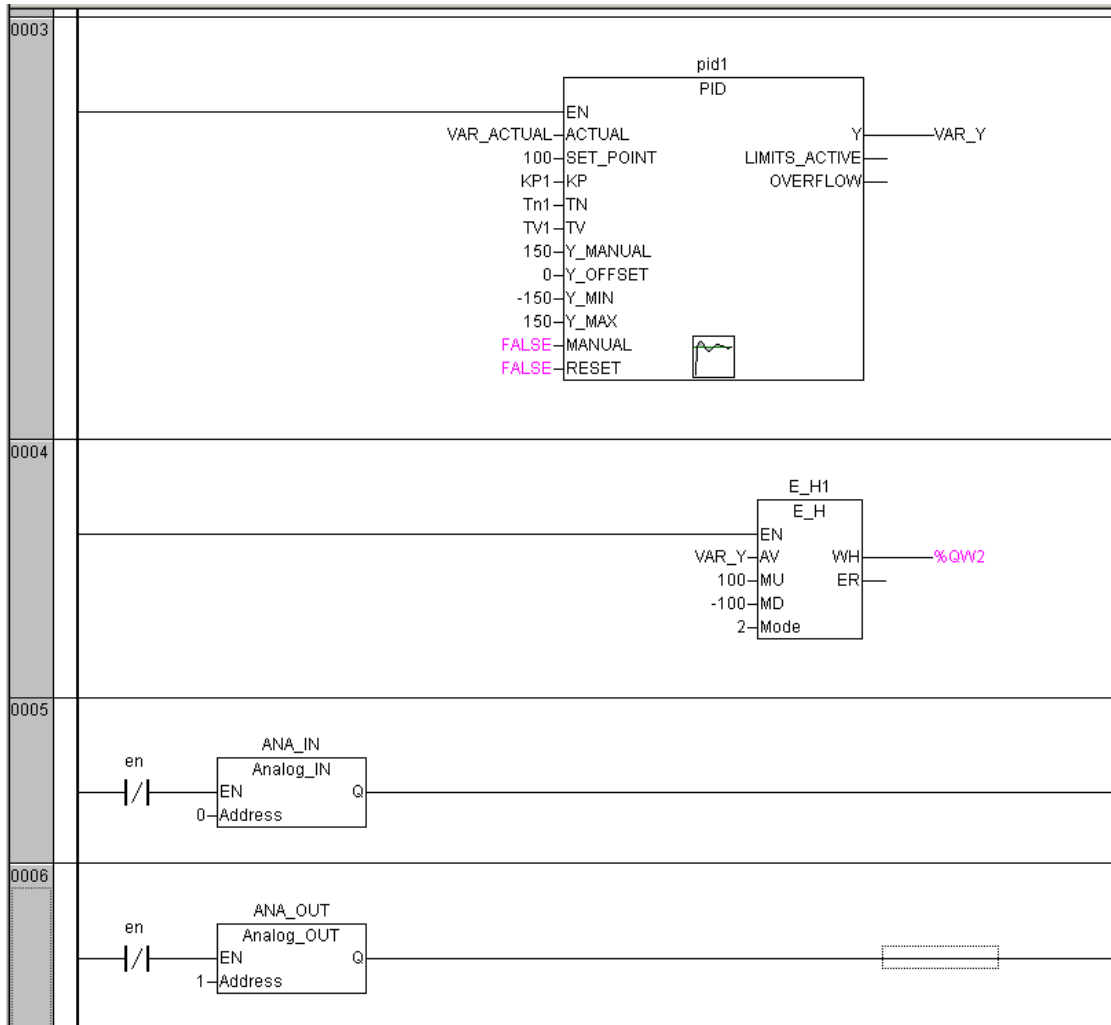 0003
pid1
PID
EN
VAR_ACTUAL ACTUAL Y VAR_Y
100 SET_POINT LIMITS_ACTIVE
KP1 KP OVERFLOW
Tn1 TN
TV1 TV
150 Y_MANUAL
0 Y_OFFSET
-150 Y_MIN
150 Y_MAX
FALSE MANUAL
FALSE RESET
0004
E_H1
E_H
EN
VAR_Y AV WH %QW2
100 MU ER
-100 MD
2 Mode
0005
en
ANA_IN
Analog_IN
EN Q
0 Address
0006
en
ANA_OUT
Analog_OUT
EN Q
1 Address